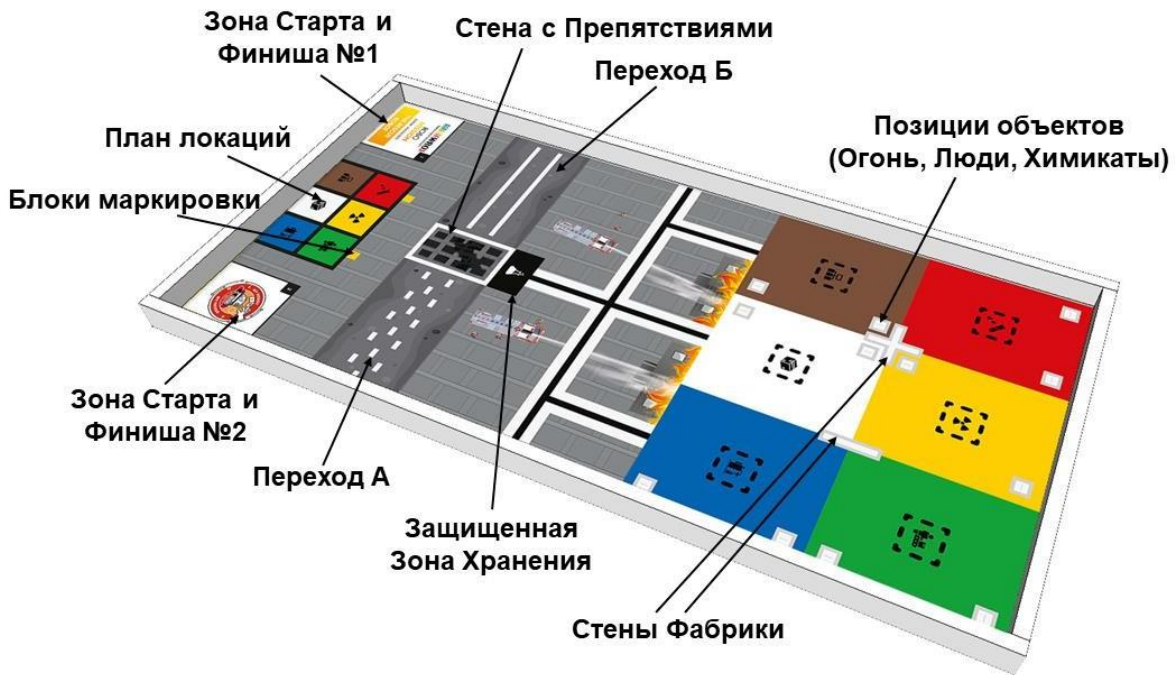 Зона Старта и
Финиша №1
Стена с Препятствиями
Переход Б
План локаций
Позиции объектов
(Огонь, Люди, Химикаты)
Блоки маркировки
Зона Старта и
Финиша №2
Переход А
Защищенная
Зона Хранения
Стены Фабрики